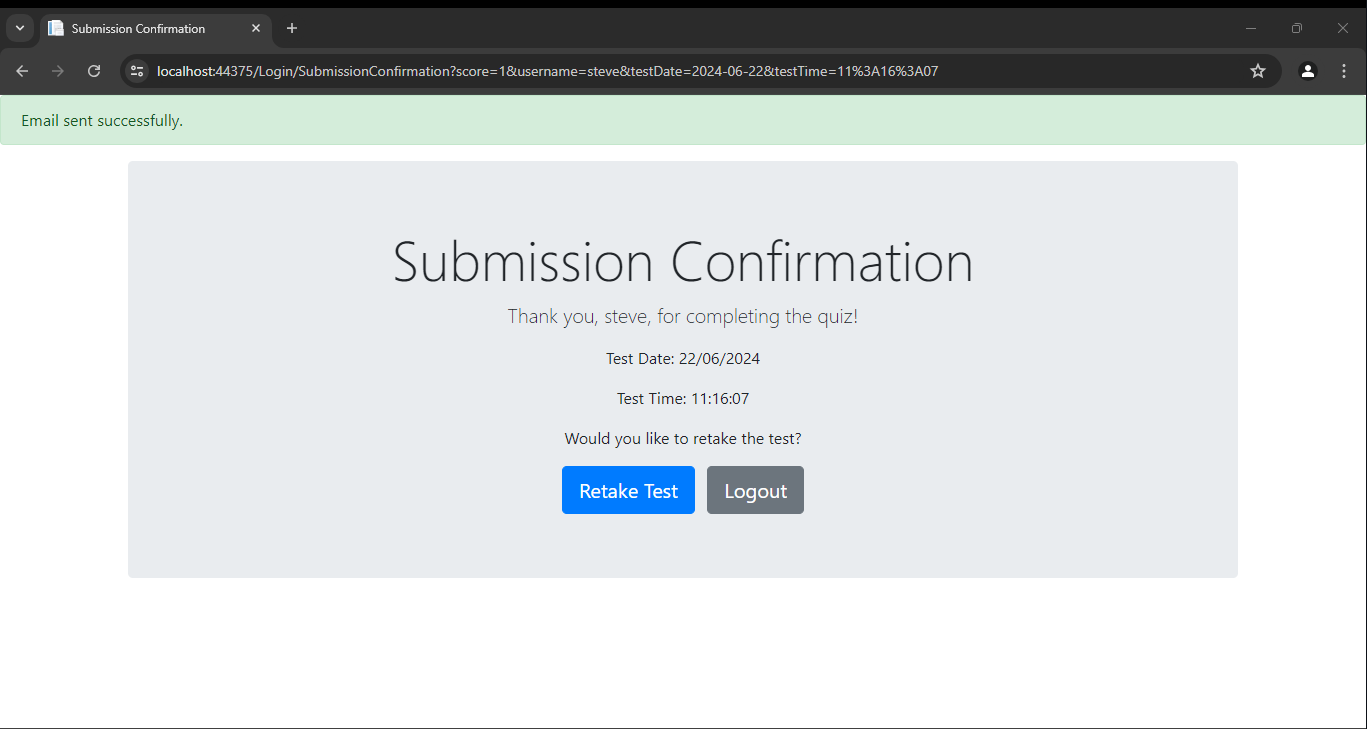 Submission Confirmation
localhost:44375/Login/SubmissionConfirmation?score=1&username=steve&testDate=2024-06-22&testTime=11%3A16%3A07
Email sent successfully.
Submission Confirmation
Thank you, steve, for completing the quiz!
Test Date: 22/06/2024
Test Time: 11:16:07
Would you like to retake the test?
Retake Test Logout